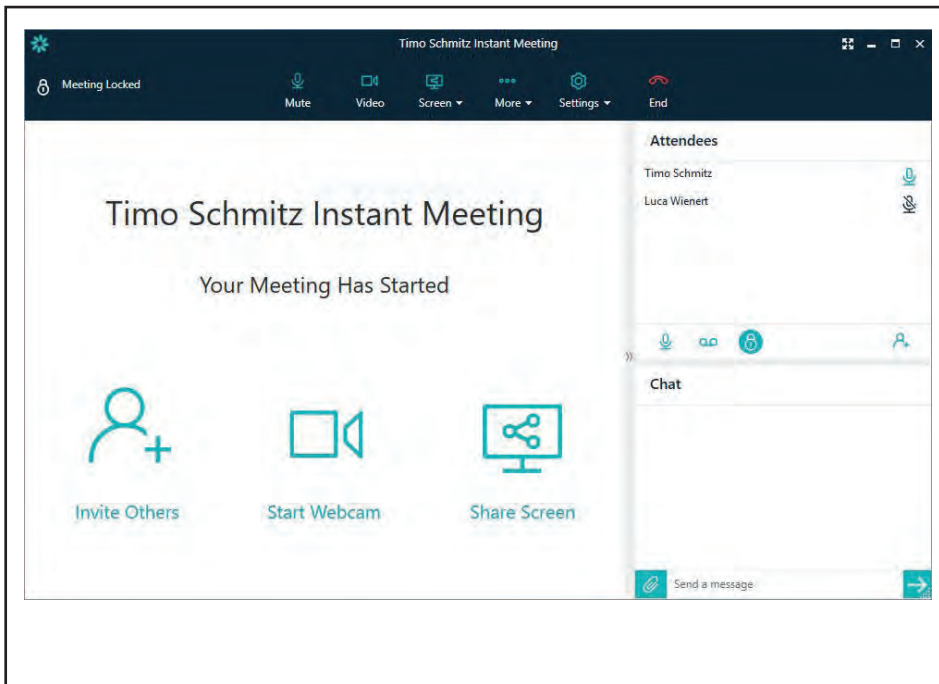 Timo Schmitz Instant Meeting
Meeting Locked
Mute
Video
Screen
More
Settings
End
Timo Schmitz Instant Meeting
Your Meeting Has Started
Invite Others
Start Webcam
Share Screen
Attendees
Timo Schmitz
Luca Wienert
Chat
Send a message